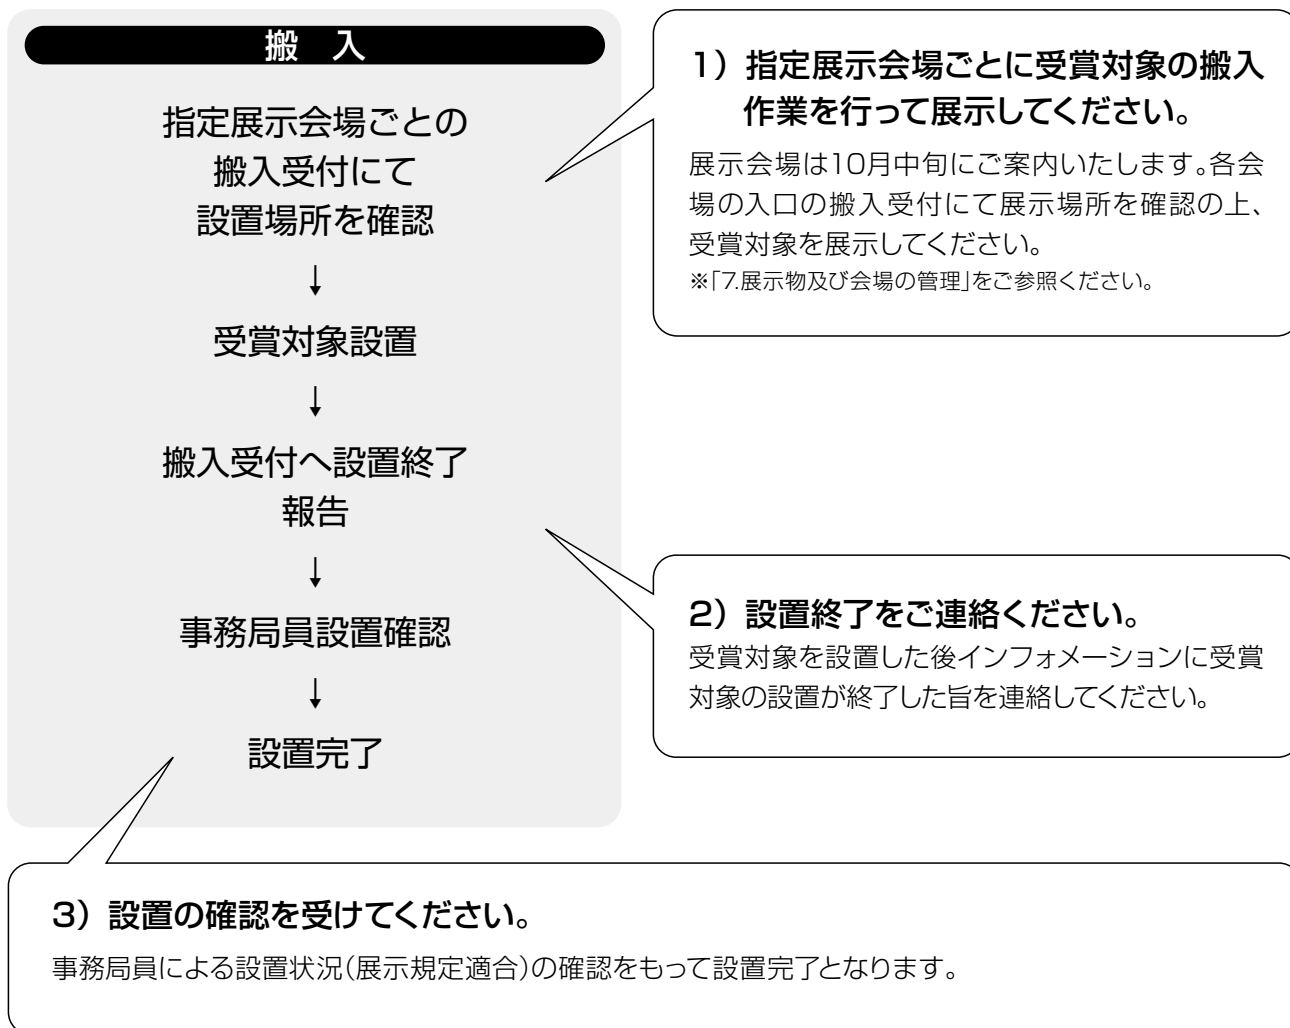 搬 入
指定展示会場ごとの
搬入受付にて
設置場所を確認
↓
受賞対象設置
↓
搬入受付へ設置終了
報告
↓
事務局員設置確認
↓
設置完了
1）指定展示会場ごとに受賞対象の搬入
作業を行って展示してください。
展示会場は10月中旬にご案内いたします。各会
場の入口の搬入受付にて展示場所を確認の上、
受賞対象を展示してください。
※「7.展示物及び会場の管理」をご参照ください。
2）設置終了をご連絡ください。
受賞対象を設置した後インフォメーションに受賞
対象の設置が終了した旨を連絡してください。
3）設置の確認を受けてください。
事務局員による設置状況（展示規定適合）の確認をもって設置完了となります。